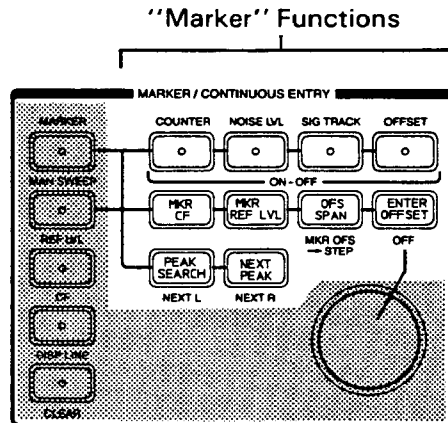 "Marker" Functions
MARKER / CONTINUOUS ENTRY
MARKER COUNTER NOISE LVL SIG TRACK OFFSET
ON - OFF
MAN SWEEP
MKR CF
MKR REF LVL
OFS SPAN
ENTER OFFSET
REF LVL
MKR OFS → STEP
OFF
PEAK SEARCH
NEXT PEAK
CF
NEXT L NEXT R
DISP LINE
CLEAR